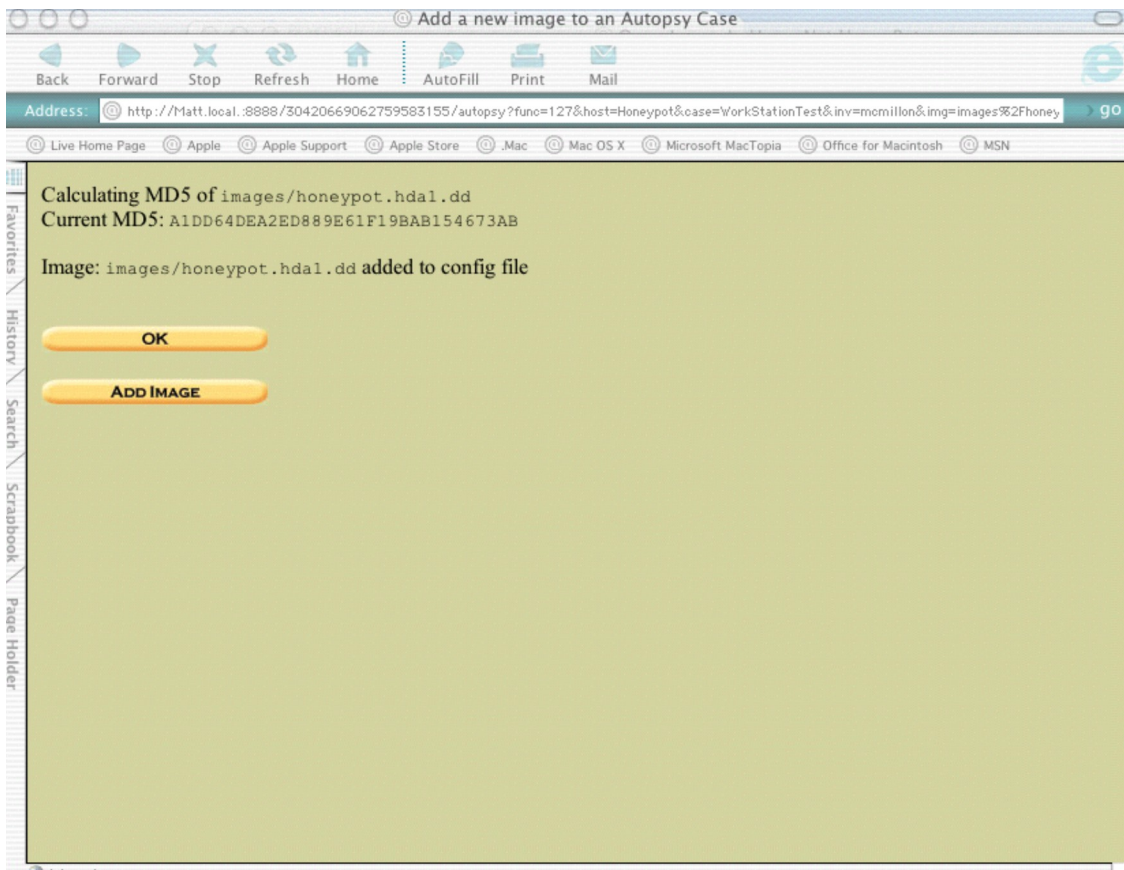 Add a new image to an Autopsy Case
Back Forward Stop Refresh Home AutoFill Print Mail
Address: http://Matt.local.:8888/30420669062759583155/autopsy?func=127&host=Honeypot&case=WorkStationTest&inv=mcmillon&img=images%2Fhoney go
Live Home Page Apple Apple Support Apple Store .Mac Mac OS X Microsoft MacTopia Office for Macintosh MSN
Favorites
History
Search
Scrapbook
Page Holder
Calculating MD5 of images/honeypot.hda1.dd
Current MD5: A1DD64DEA2ED889E61F19BAB154673AB
Image: images/honeypot.hda1.dd added to config file
OK
ADD IMAGE